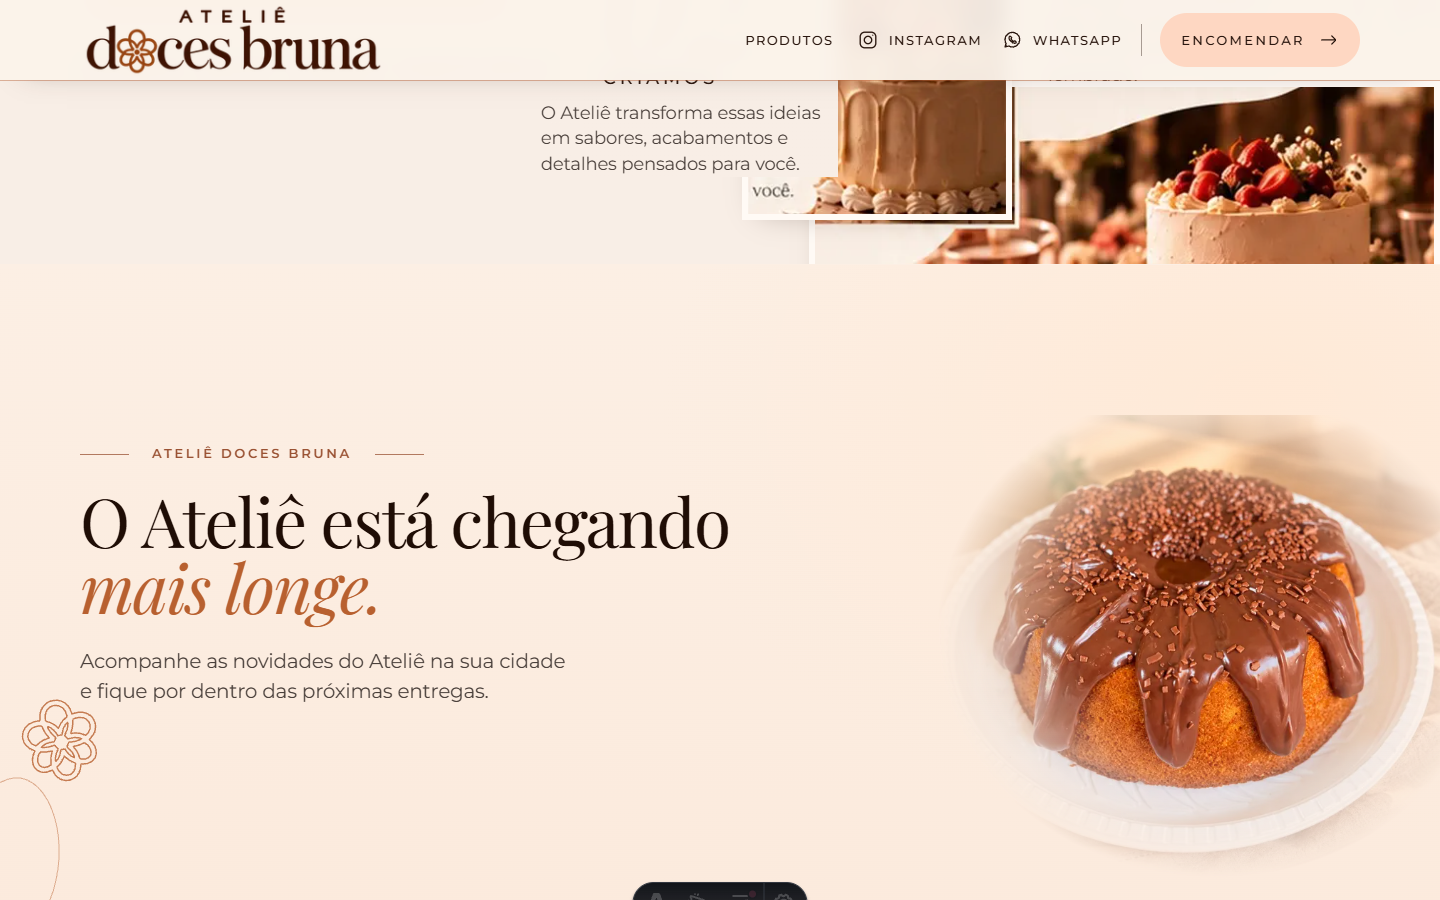 ATELIÊ
doces bruna
PRODUTOS
INSTAGRAM
WHATSAPP
ENCOMENDAR
CRIAMOS
O Ateliê transforma essas ideias
em sabores, acabamentos e
detalhes pensados para você.
você.
ATELIÊ DOCES BRUNA
O Ateliê está chegando
mais longe.
Acompanhe as novidades do Ateliê na sua cidade
e fique por dentro das próximas entregas.